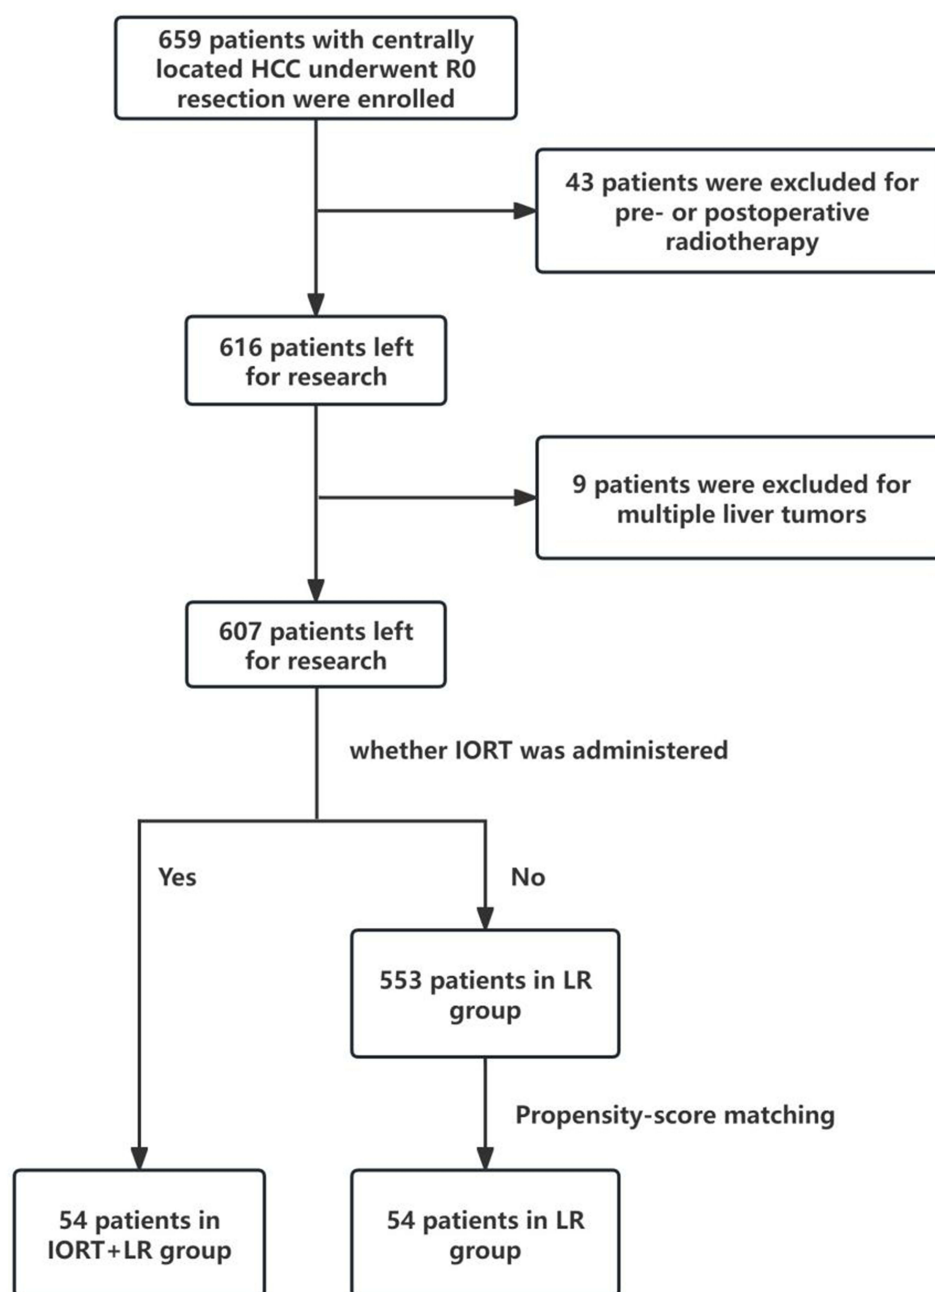 659 patients with centrally
located HCC underwent R0
resection were enrolled
43 patients were excluded for
pre- or postoperative
radiotherapy
616 patients left
for research
9 patients were excluded for
multiple liver tumors
607 patients left
for research
whether IORT was administered
Yes
No
553 patients in LR
group
Propensity-score matching
54 patients in
IORT+LR group
54 patients in LR
group